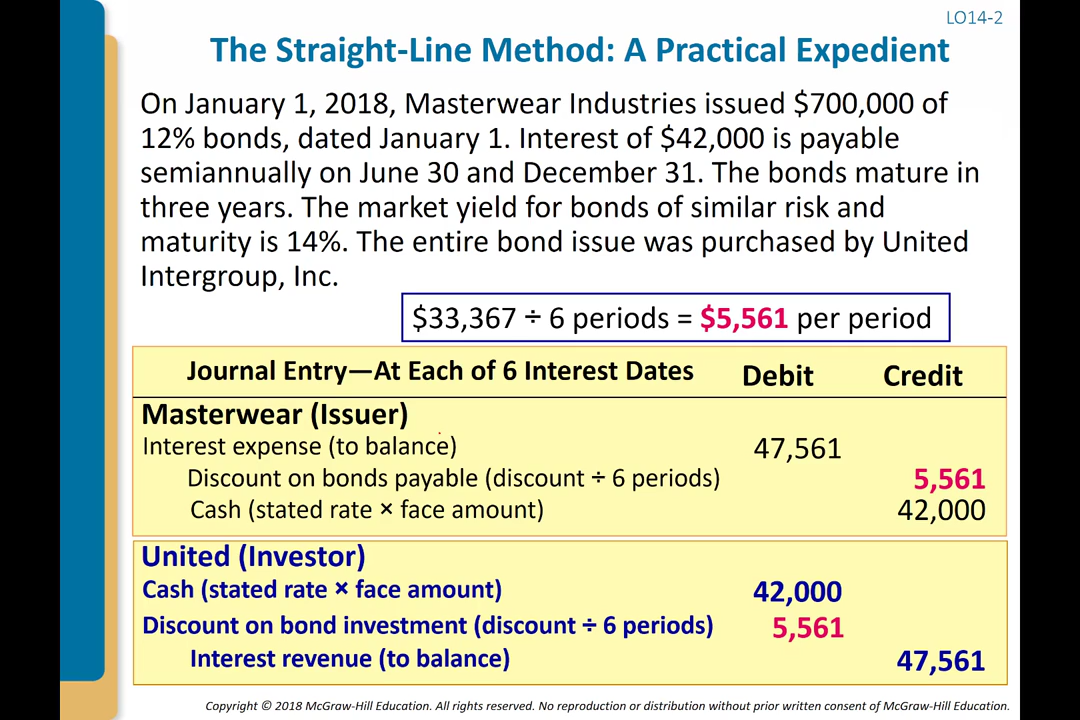 LO14-2
The Straight-Line Method: A Practical Expedient
On January 1, 2018, Masterwear Industries issued $700,000 of
12% bonds, dated January 1. Interest of $42,000 is payable
semiannually on June 30 and December 31. The bonds mature in
three years. The market yield for bonds of similar risk and
maturity is 14%. The entire bond issue was purchased by United
Intergroup, Inc.
$33,367 ÷ 6 periods = $5,561 per period
Journal Entry—At Each of 6 Interest Dates Debit Credit
Masterwear (Issuer)
Interest expense (to balance) 47,561
Discount on bonds payable (discount ÷ 6 periods) 5,561
Cash (stated rate × face amount) 42,000
United (Investor)
Cash (stated rate × face amount) 42,000
Discount on bond investment (discount ÷ 6 periods) 5,561
Interest revenue (to balance) 47,561
Copyright © 2018 McGraw-Hill Education. All rights reserved. No reproduction or distribution without prior written consent of McGraw-Hill Education.